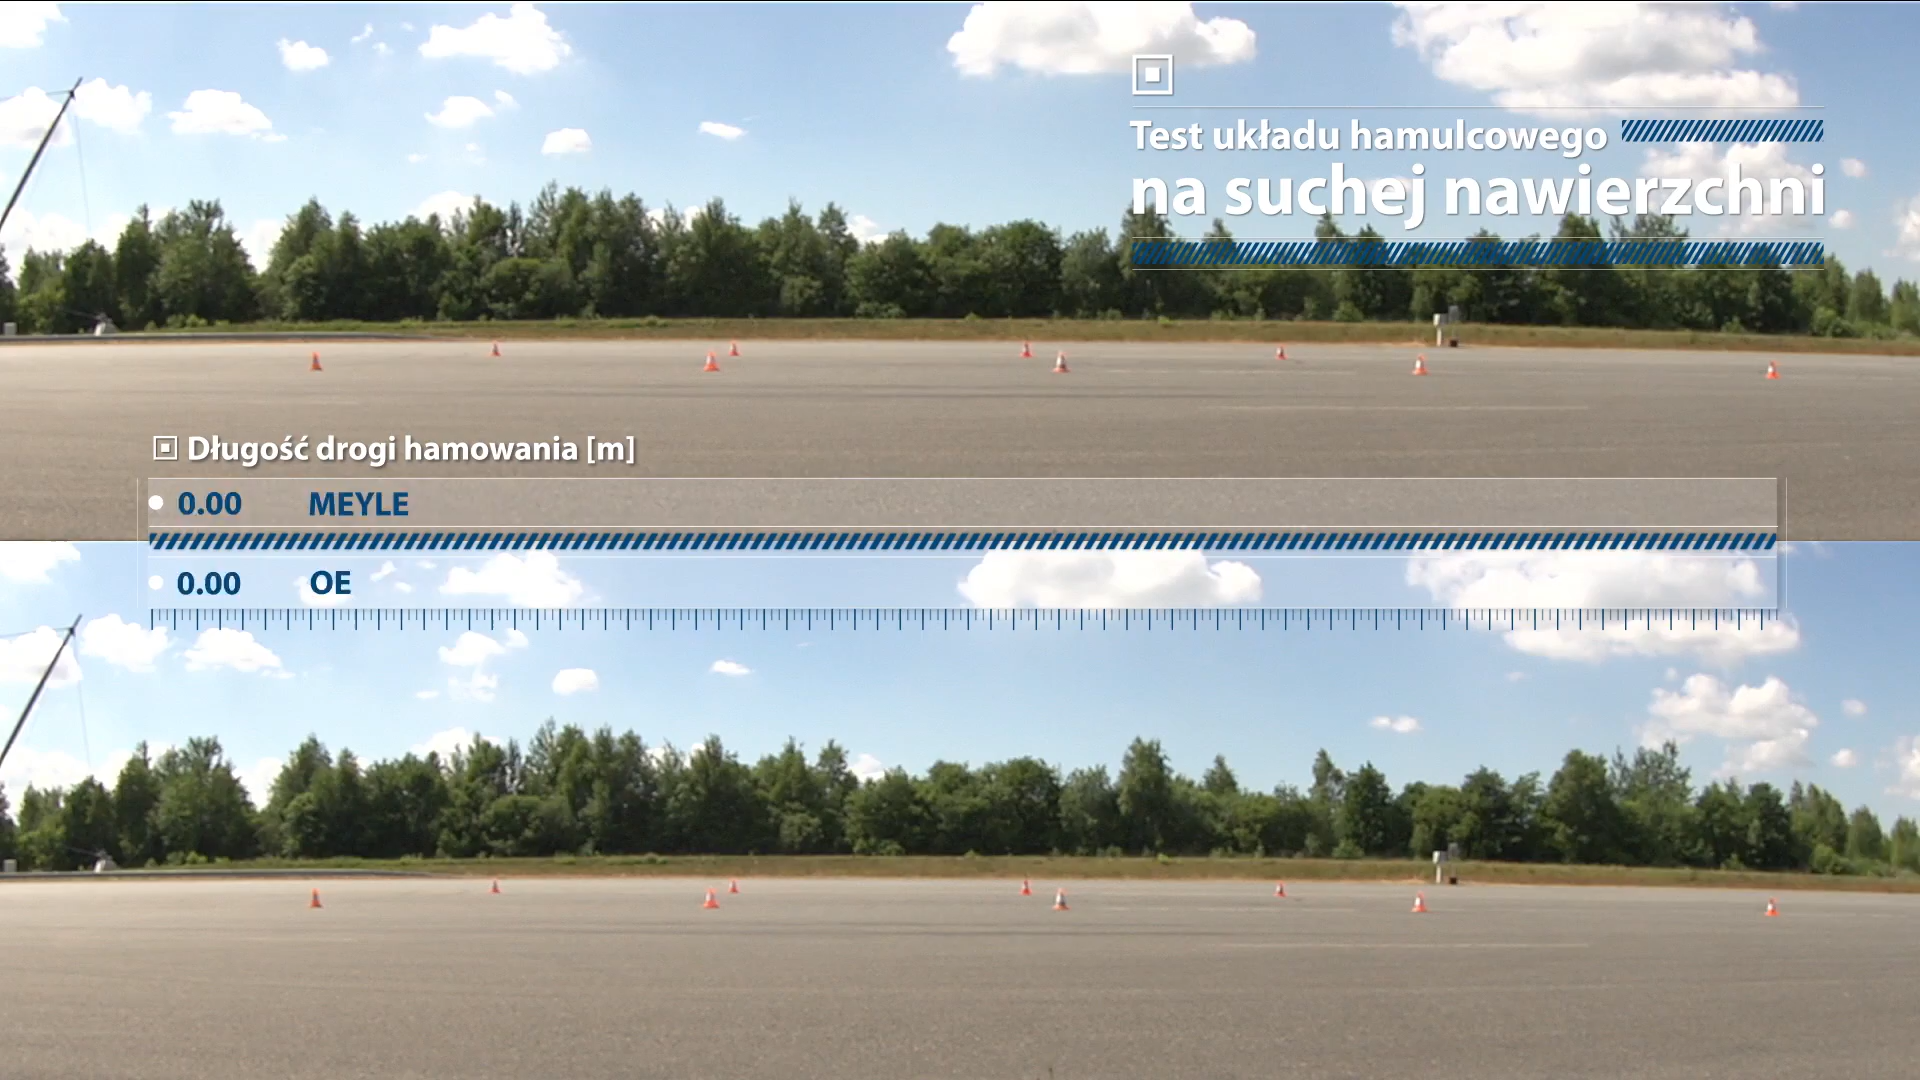 Test układu hamulcowego
na suchej nawierzchni
Długość drogi hamowania [m]
0.00 MEYLE
0.00 OE